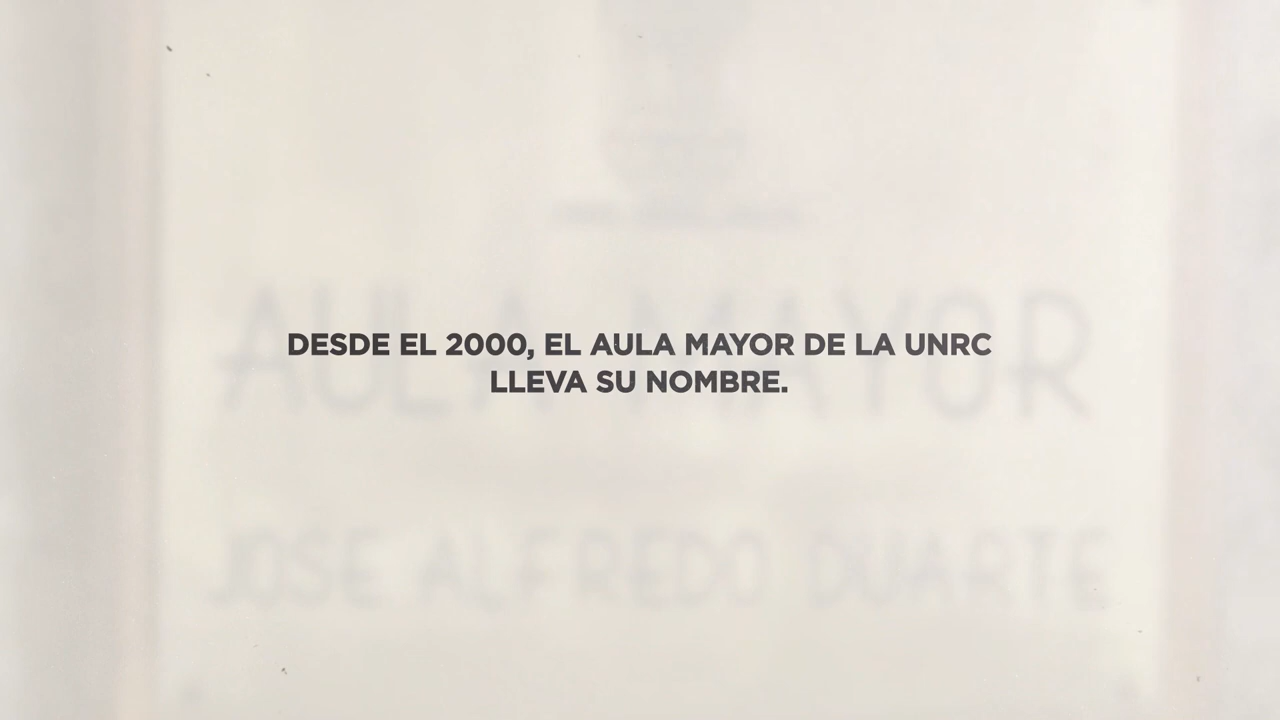 AULA MAYOR
DESDE EL 2000, EL AULA MAYOR DE LA UNRC
LLEVA SU NOMBRE.
JOSE ALFREDO DUARTE